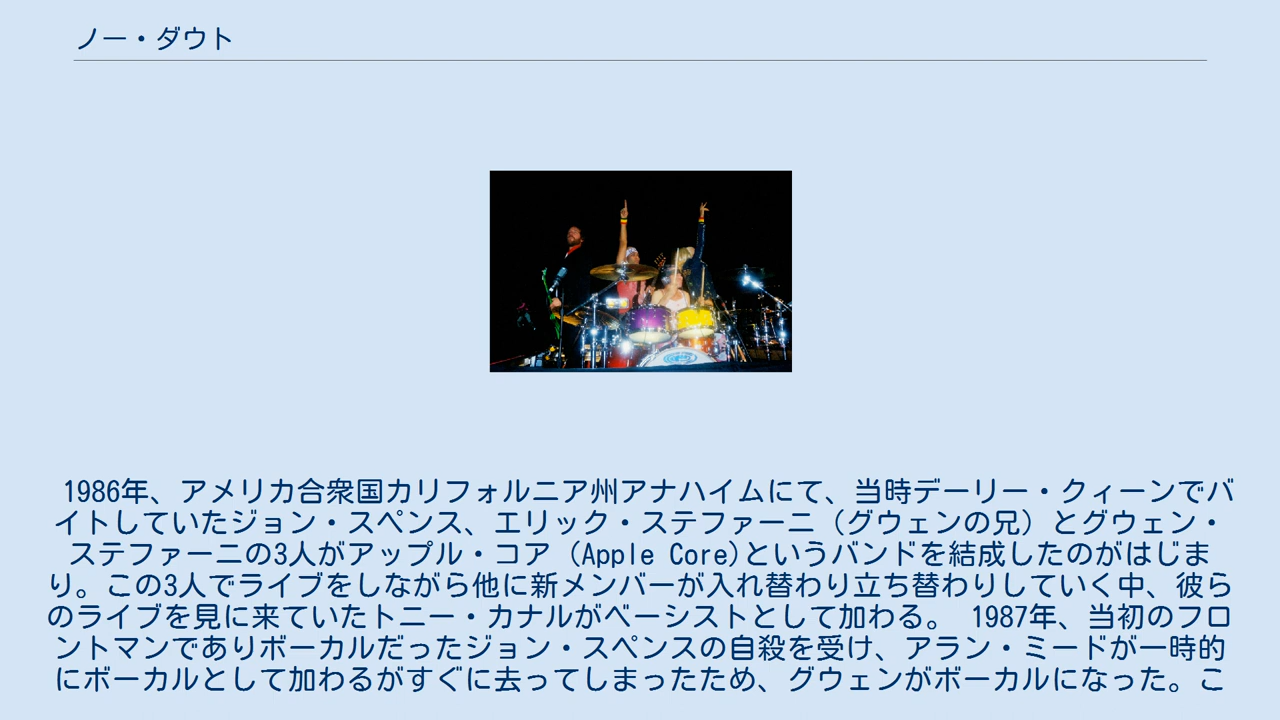 ノー・ダウト
1986年、アメリカ合衆国カリフォルニア州アナハイムにて、当時デーリー・クィーンでバ
イトしていたジョン・スペンス、エリック・ステファーニ（グウェンの兄）とグウェン・
ステファーニの3人がアップル・コア (Apple Core)というバンドを結成したのがはじま
り。この3人でライブをしながら他に新メンバーが入れ替わり立ち替わりしていく中、彼ら
のライブを見に来ていたトニー・カナルがベーシストとして加わる。 1987年、当初のフロ
ントマンでありボーカルだったジョン・スペンスの自殺を受け、アラン・ミードが一時的
にボーカルとして加わるがすぐに去ってしまったため、グウェンがボーカルになった。こ